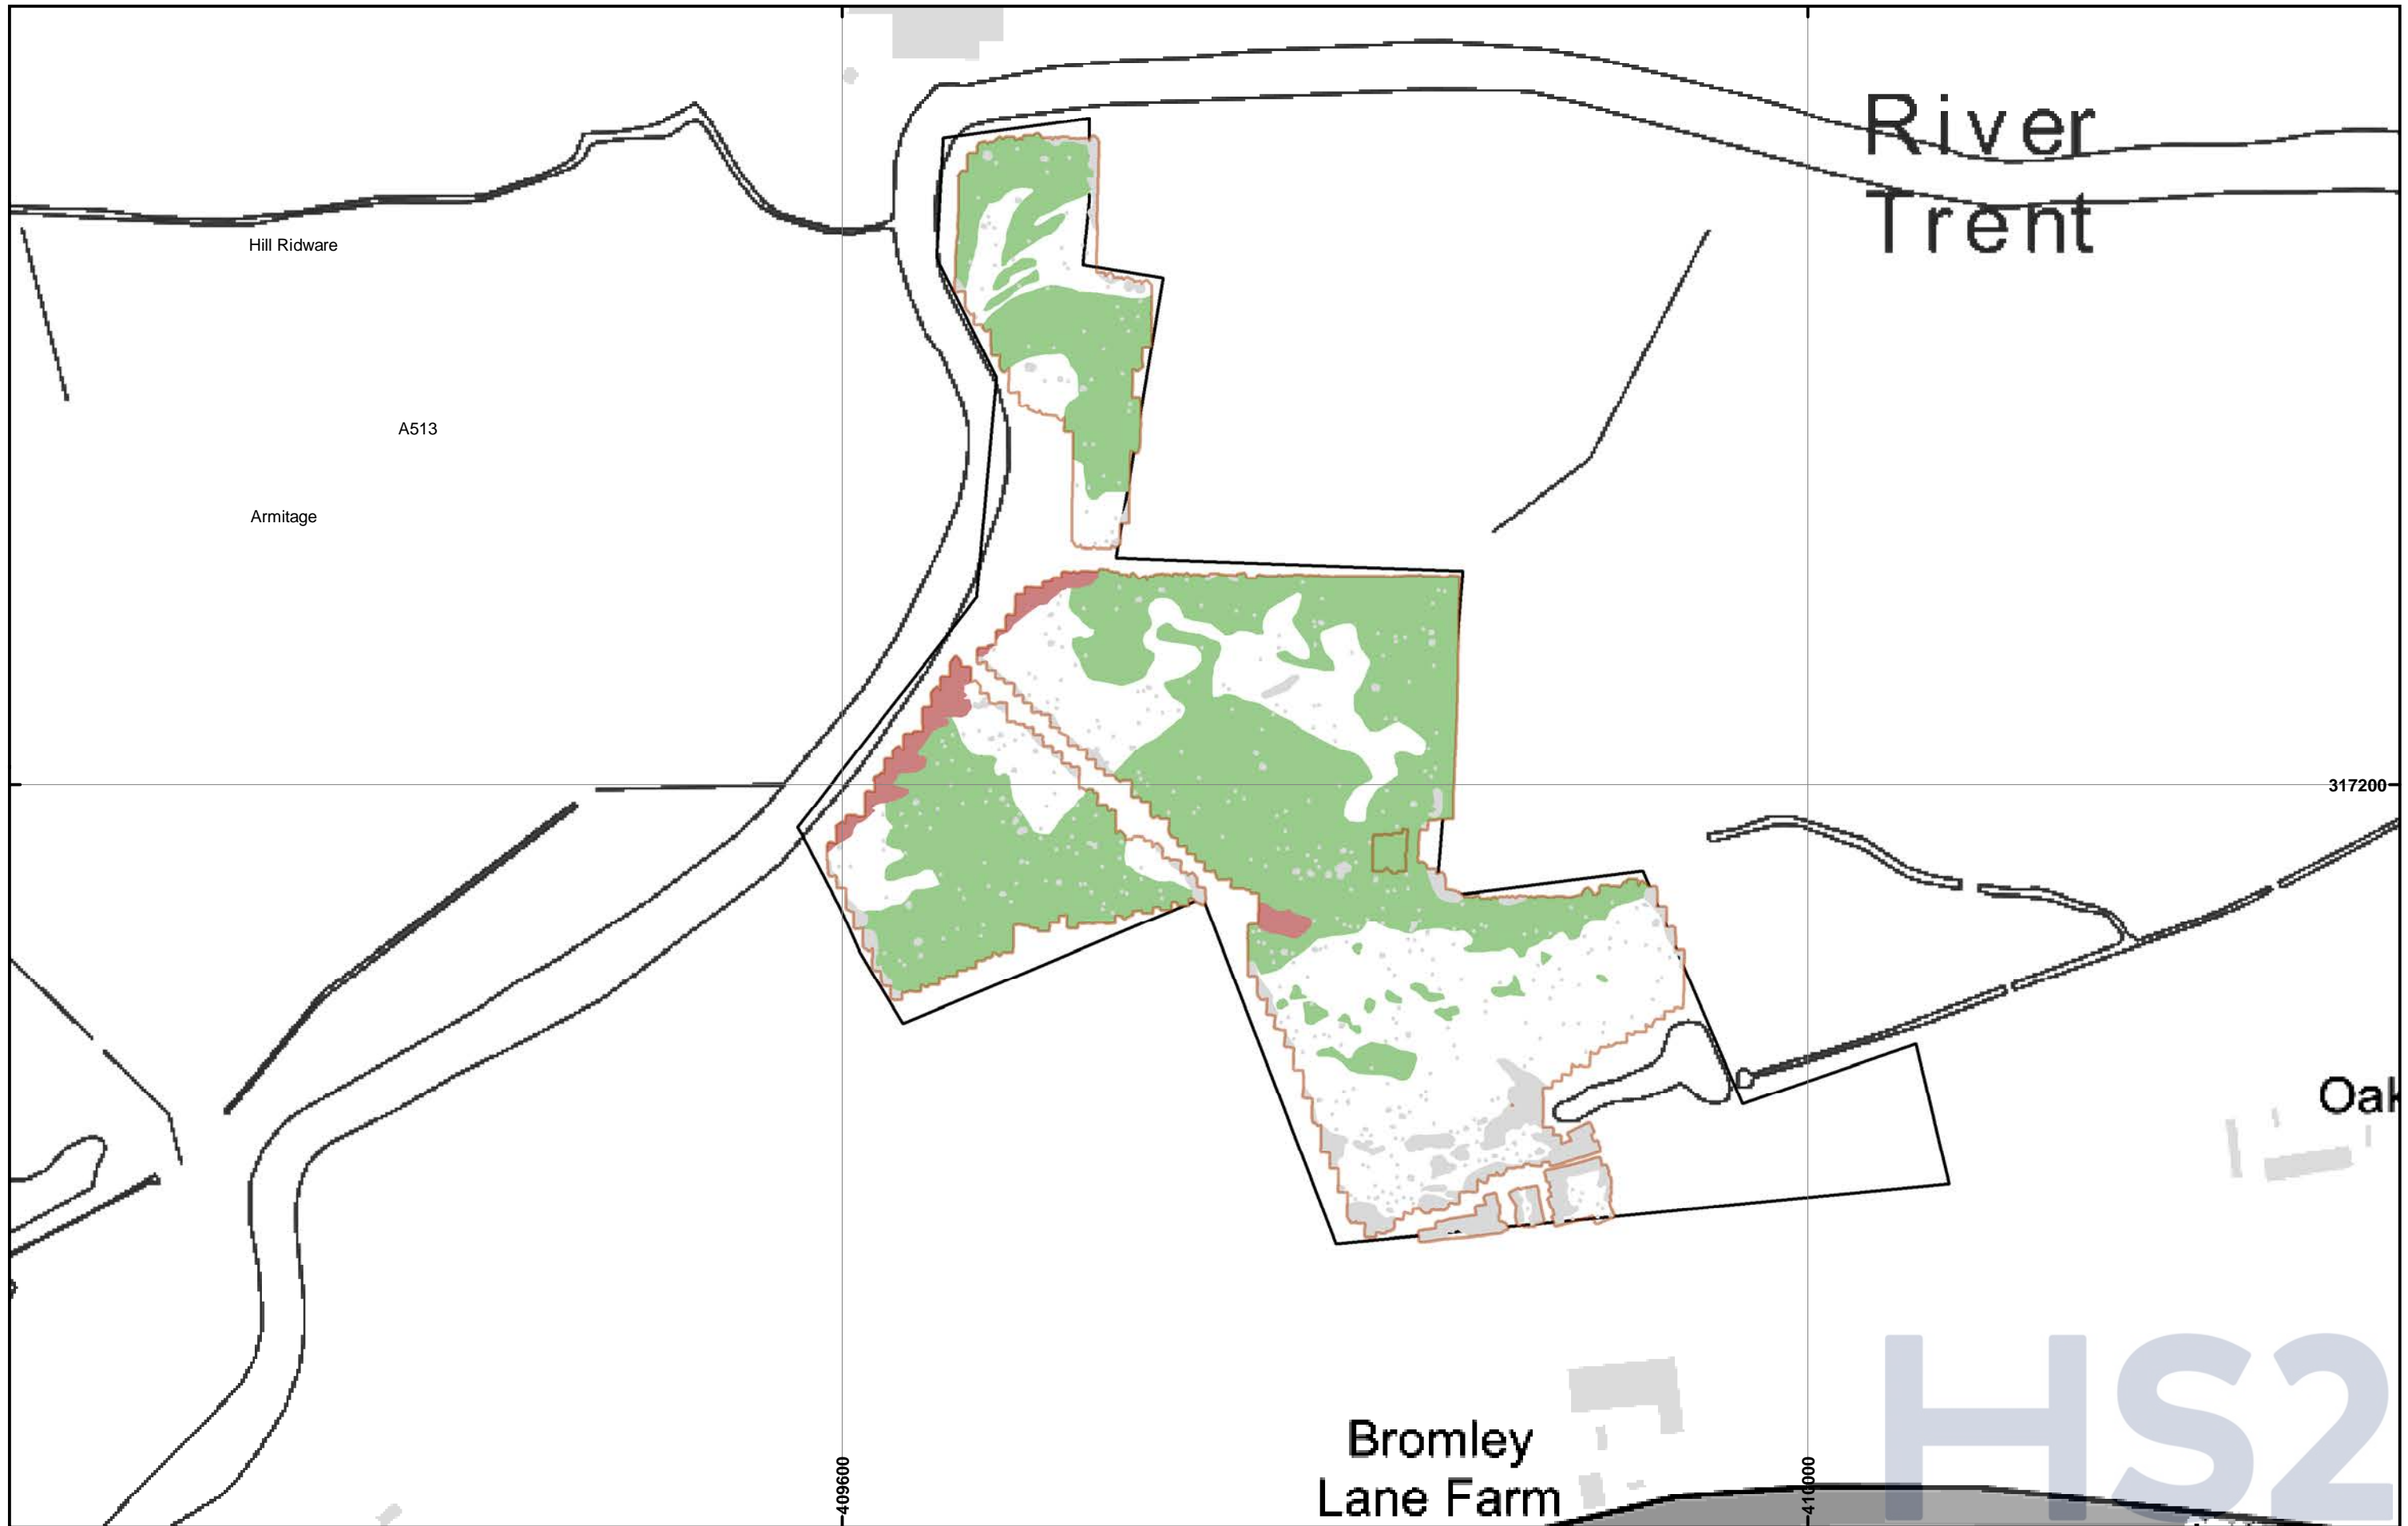 River
Trent
Hill Ridware
A513
Armitage
317200
Oak
Bromley
Lane Farm
409600
410000
HS2